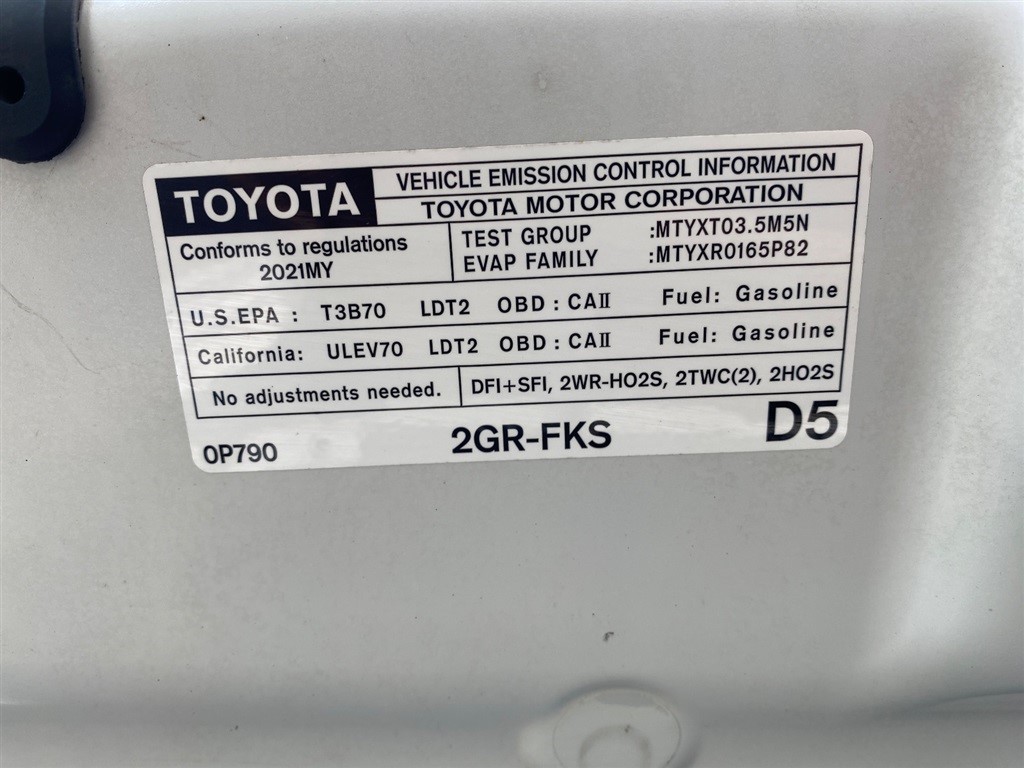 TOYOTA
VEHICLE EMISSION CONTROL INFORMATION
TOYOTA MOTOR CORPORATION
Conforms to regulations
2021MY
TEST GROUP :MTYXT03.5M5N
EVAP FAMILY :MTYXR0165P82
U.S.EPA : T3B70 LDT2 OBD : CAII Fuel: Gasoline
California: ULEV70 LDT2 OBD : CAII Fuel: Gasoline
No adjustments needed. DFI+SFI, 2WR-HO2S, 2TWC(2), 2HO2S
0P790 2GR-FKS D5